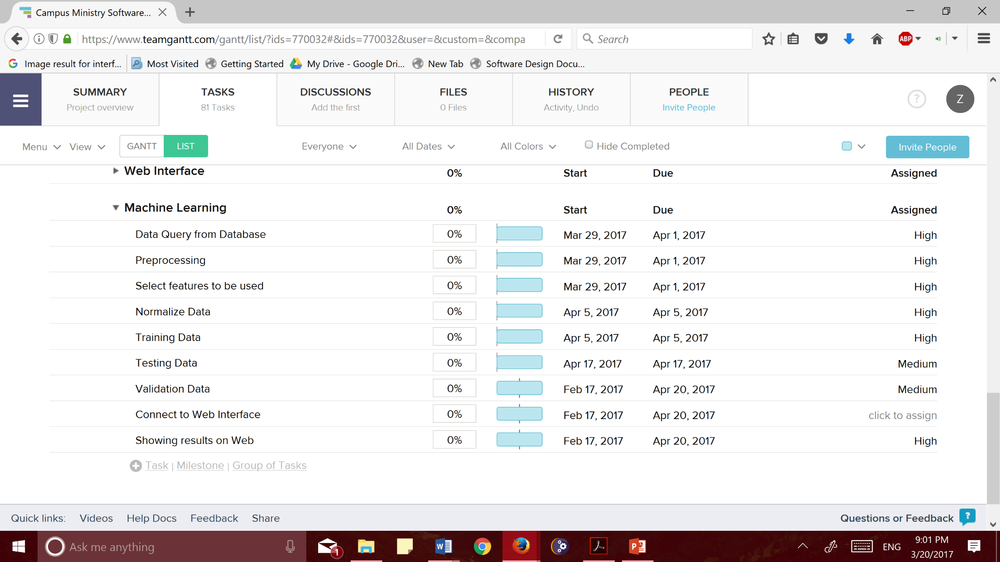 Campus Ministry Software...
https://www.teamgantt.com/gantt/list/?ids=770032#&ids=770032&user=&custom=&compa
Search
ABP
Image result for interf...
Most Visited
Getting Started
My Drive - Google Dri...
New Tab
Software Design Docu...
SUMMARY
Project overview
TASKS
81 Tasks
DISCUSSIONS
Add the first
FILES
0 Files
HISTORY
Activity, Undo
PEOPLE
Invite People
?
Z
Menu
View
GANTT
LIST
Everyone
All Dates
All Colors
Hide Completed
Invite People
Web Interface 0% Start Due Assigned
Machine Learning 0% Start Due Assigned
Data Query from Database 0% Mar 29, 2017 Apr 1, 2017 High
Preprocessing 0% Mar 29, 2017 Apr 1, 2017 High
Select features to be used 0% Mar 29, 2017 Apr 1, 2017 High
Normalize Data 0% Apr 5, 2017 Apr 5, 2017 High
Training Data 0% Apr 5, 2017 Apr 5, 2017 High
Testing Data 0% Apr 17, 2017 Apr 17, 2017 Medium
Validation Data 0% Feb 17, 2017 Apr 20, 2017 Medium
Connect to Web Interface 0% Feb 17, 2017 Apr 20, 2017 click to assign
Showing results on Web 0% Feb 17, 2017 Apr 20, 2017 High
Task | Milestone | Group of Tasks
Quick links: Videos Help Docs Feedback Share
Questions or Feedback ?
Ask me anything
1
ENG
9:01 PM
3/20/2017